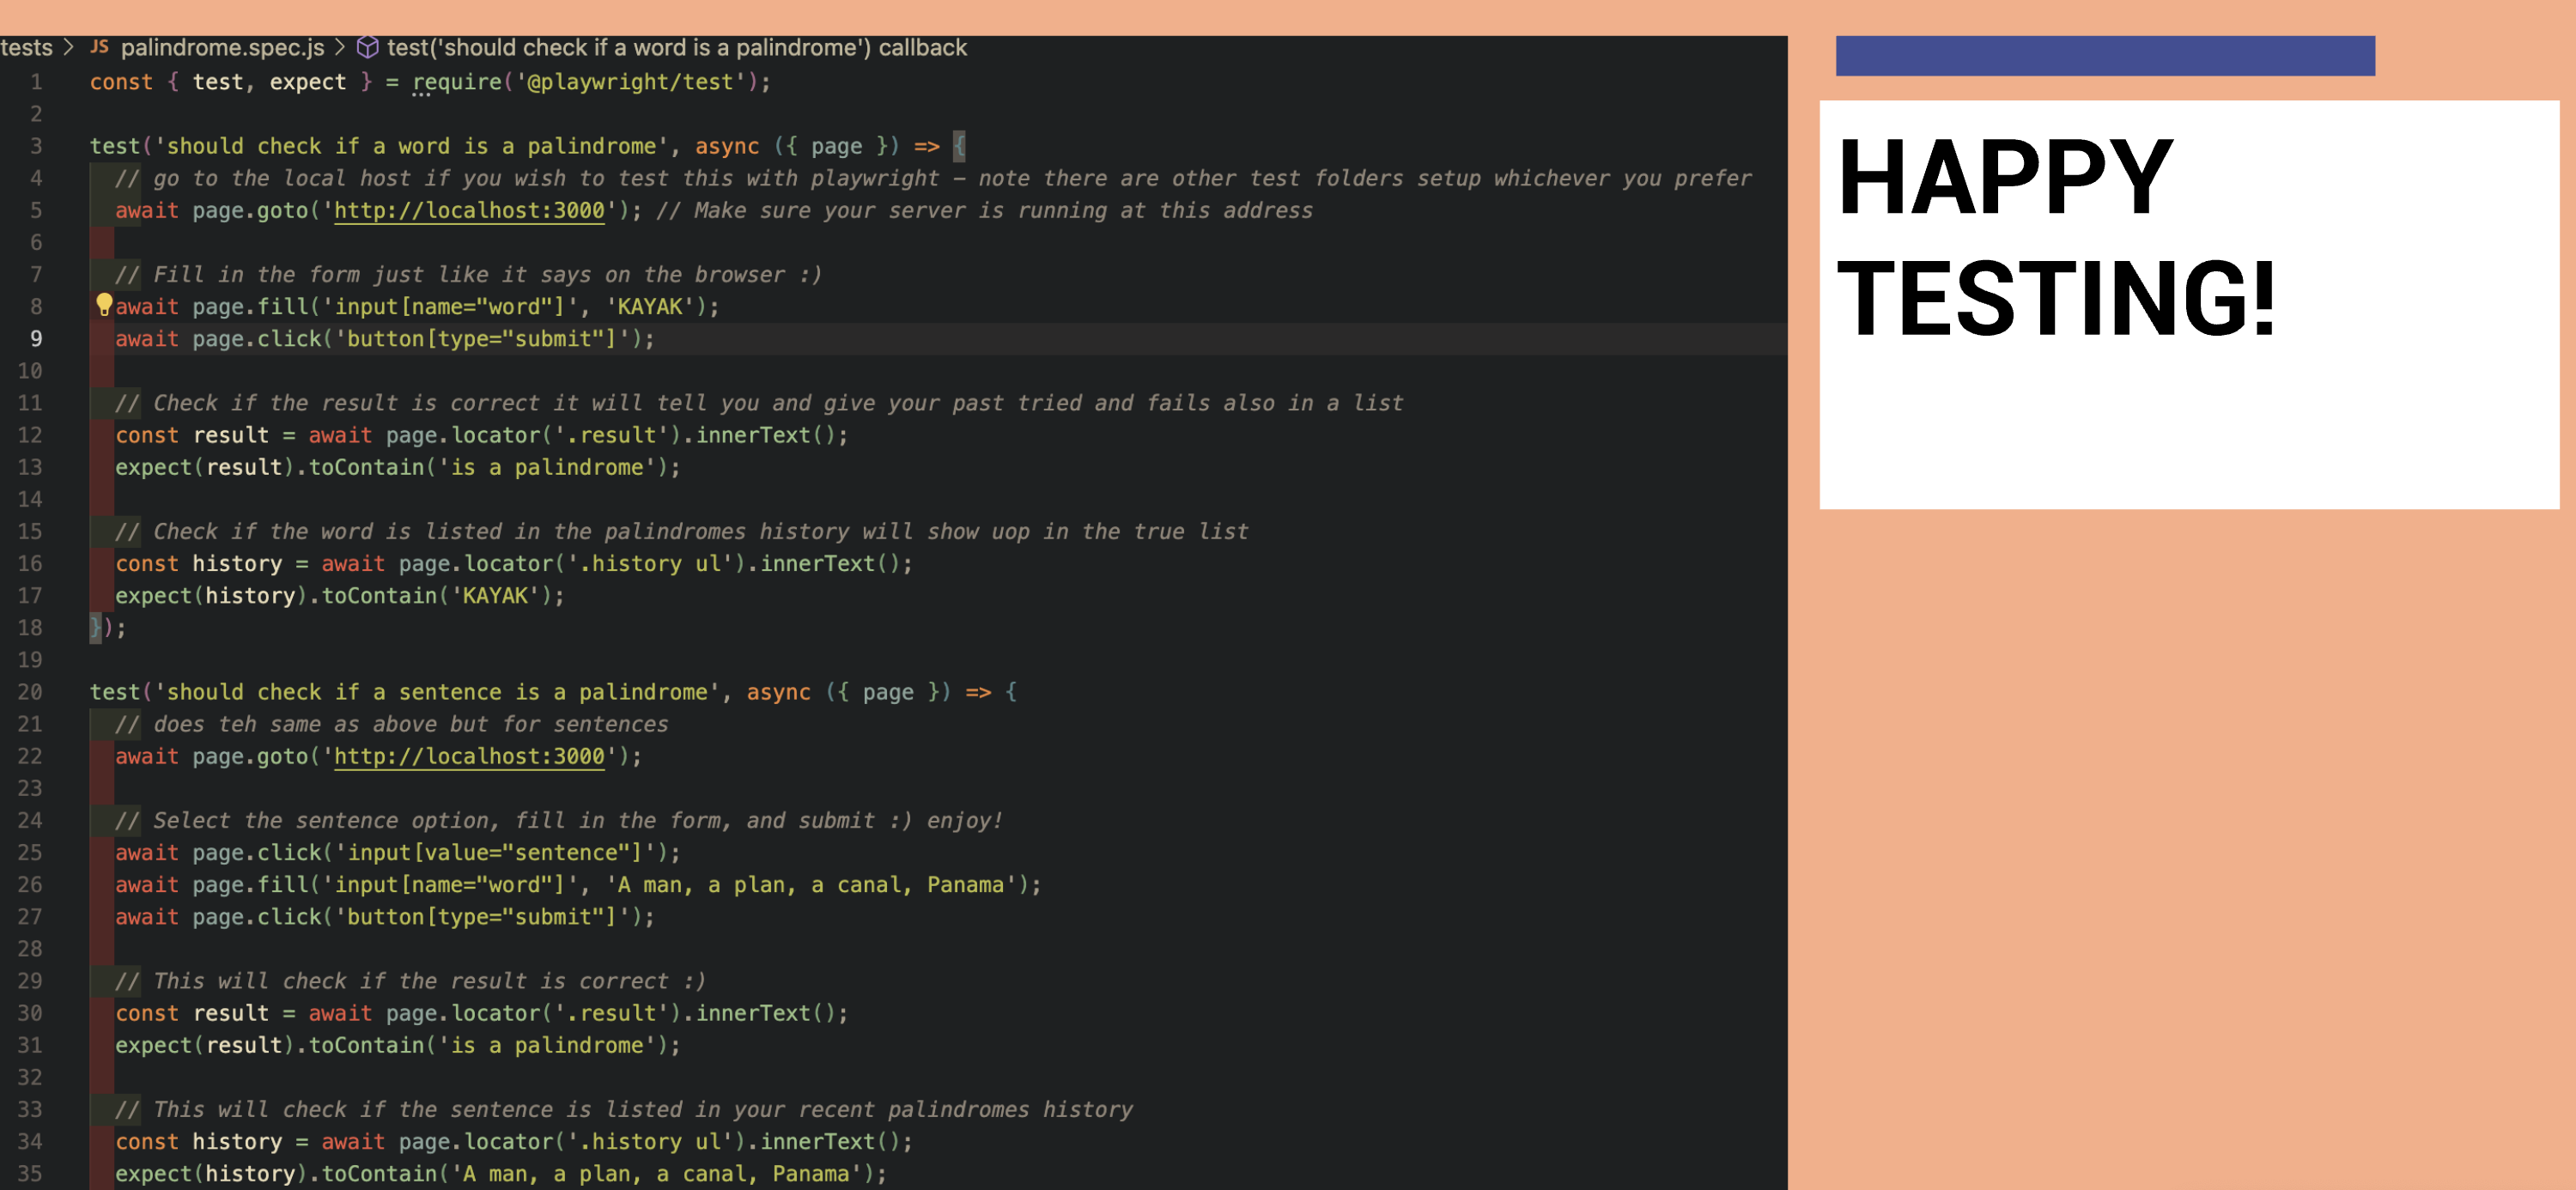 tests > JS palindrome.spec.js > test('should check if a word is a palindrome') callback
1 const { test, expect } = require('@playwright/test');
2
3 test('should check if a word is a palindrome', async ({ page }) => {
4 // go to the local host if you wish to test this with playwright – note there are other test folders setup whichever you prefer
5 await page.goto('http://localhost:3000'); // Make sure your server is running at this address
6
7 // Fill in the form just like it says on the browser :)
8 await page.fill('input[name="word"]', 'KAYAK');
9 await page.click('button[type="submit"]');
10
11 // Check if the result is correct it will tell you and give your past tried and fails also in a list
12 const result = await page.locator('.result').innerText();
13 expect(result).toContain('is a palindrome');
14
15 // Check if the word is listed in the palindromes history will show uop in the true list
16 const history = await page.locator('.history ul').innerText();
17 expect(history).toContain('KAYAK');
18 });
19
20 test('should check if a sentence is a palindrome', async ({ page }) => {
21 // does teh same as above but for sentences
22 await page.goto('http://localhost:3000');
23
24 // Select the sentence option, fill in the form, and submit :) enjoy!
25 await page.click('input[value="sentence"]');
26 await page.fill('input[name="word"]', 'A man, a plan, a canal, Panama');
27 await page.click('button[type="submit"]');
28
29 // This will check if the result is correct :)
30 const result = await page.locator('.result').innerText();
31 expect(result).toContain('is a palindrome');
32
33 // This will check if the sentence is listed in your recent palindromes history
34 const history = await page.locator('.history ul').innerText();
35 expect(history).toContain('A man, a plan, a canal, Panama');
HAPPY
TESTING!